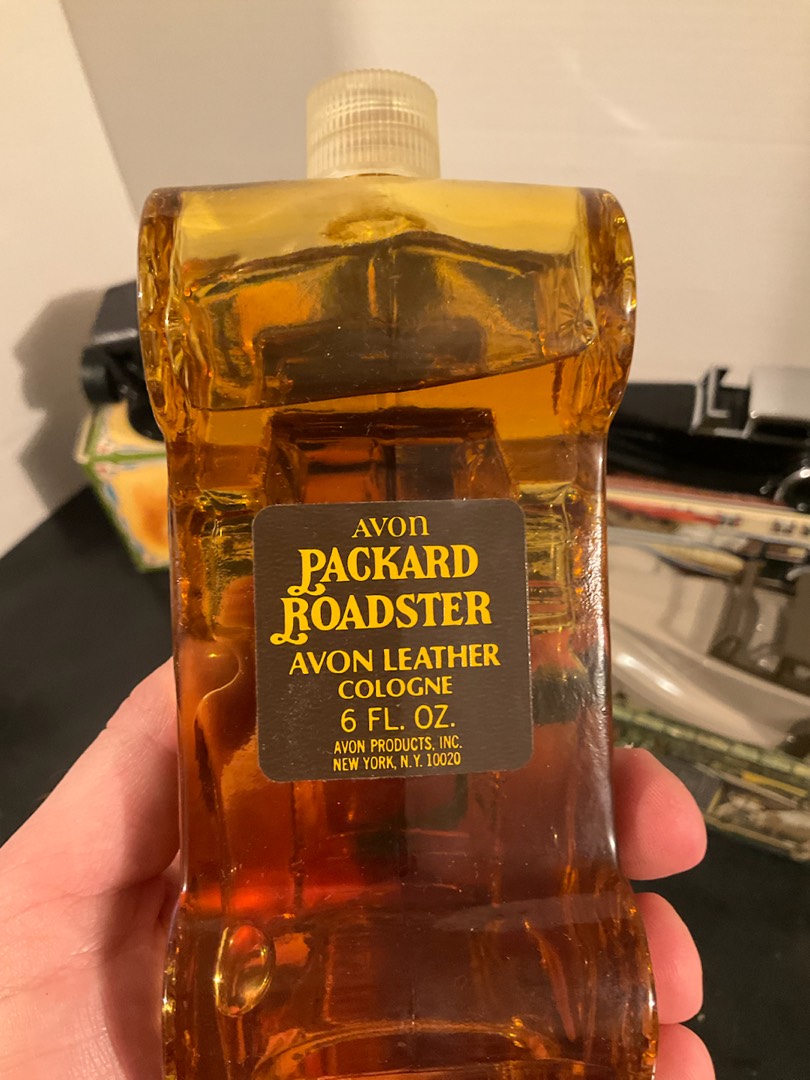 AVON
PACKARD
ROADSTER
AVON LEATHER
COLOGNE
6 FL. OZ.
AVON PRODUCTS, INC.
NEW YORK, N.Y. 10020